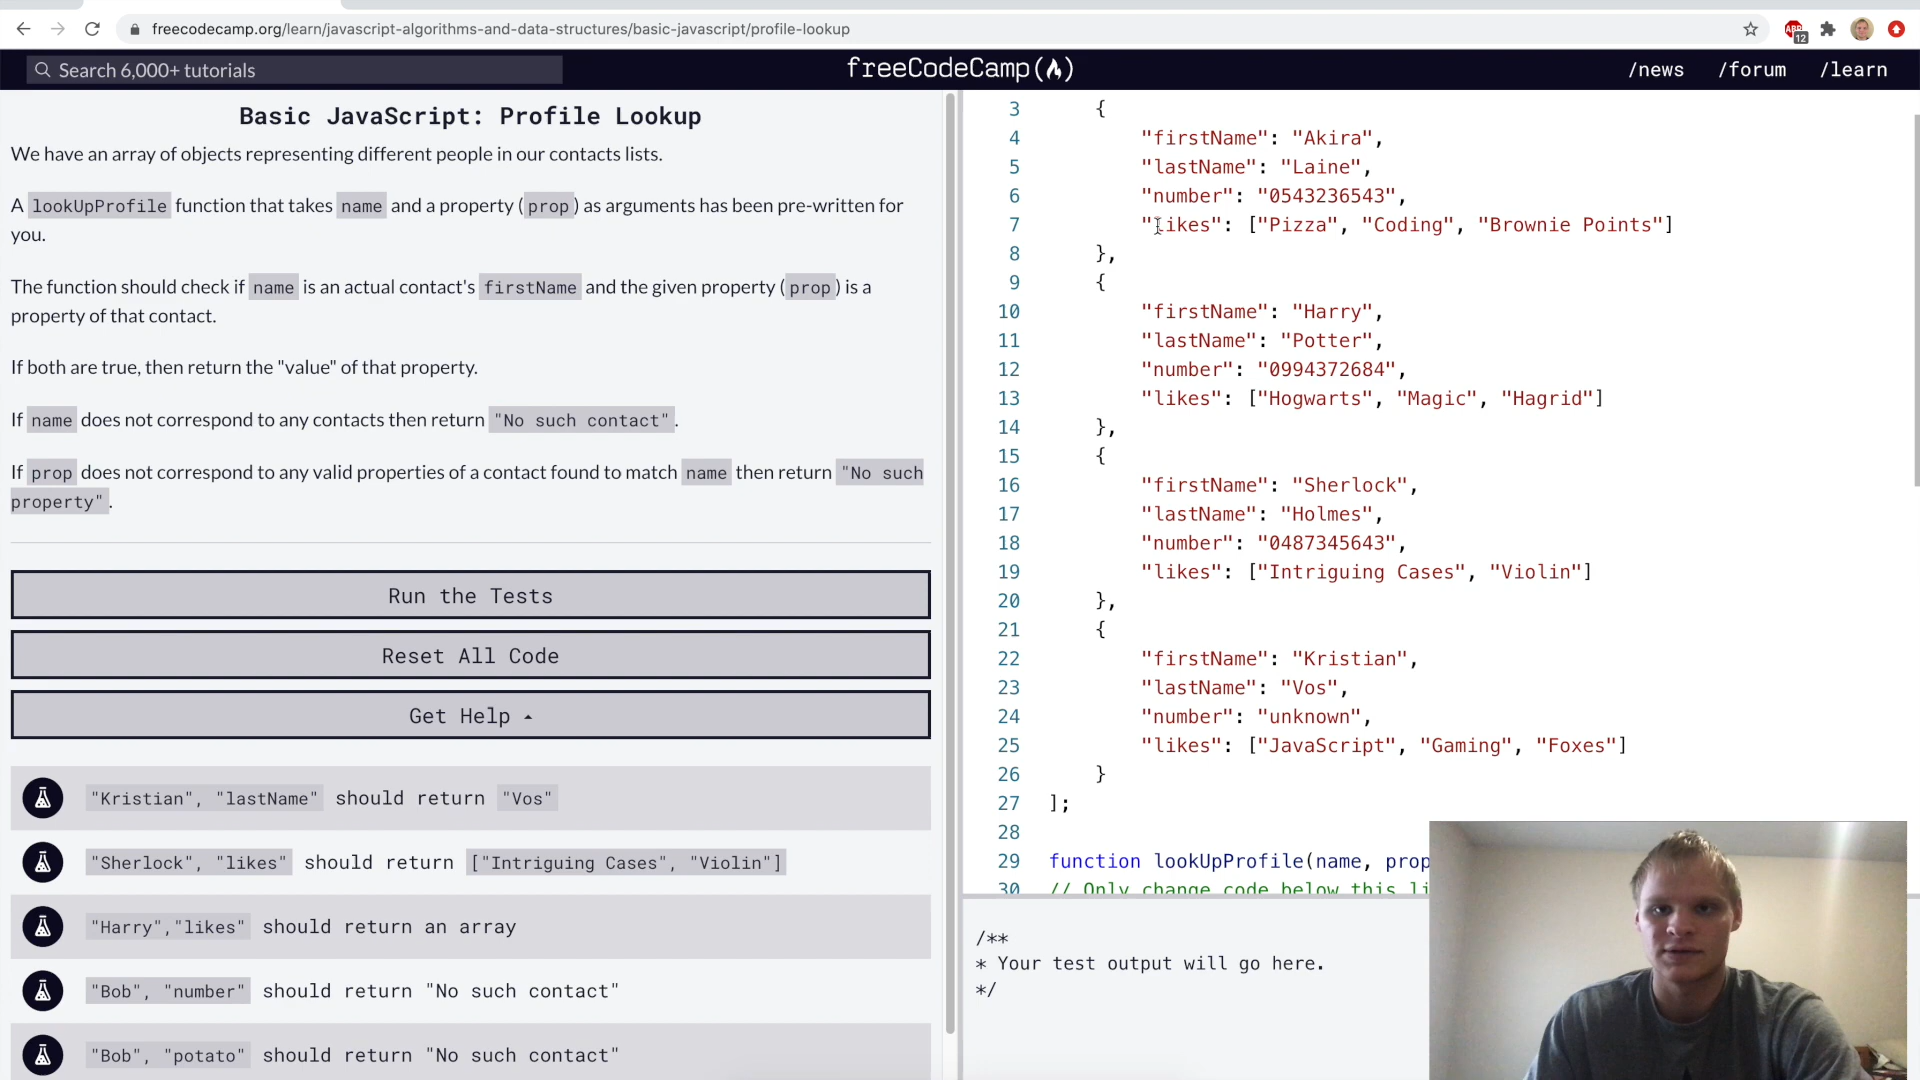 freecodecamp.org/learn/javascript-algorithms-and-data-structures/basic-javascript/profile-lookup
ABP
12
Search 6,000+ tutorials
freeCodeCamp(🔥)
/news /forum /learn
Basic JavaScript: Profile Lookup
We have an array of objects representing different people in our contacts lists.
A lookUpProfile function that takes name and a property (prop) as arguments has been pre-written for
you.
The function should check if name is an actual contact's firstName and the given property (prop) is a
property of that contact.
If both are true, then return the "value" of that property.
If name does not correspond to any contacts then return "No such contact".
If prop does not correspond to any valid properties of a contact found to match name then return "No such
property".
Run the Tests
Reset All Code
Get Help
"Kristian", "lastName" should return "Vos"
"Sherlock", "likes" should return ["Intriguing Cases", "Violin"]
"Harry","likes" should return an array
"Bob", "number" should return "No such contact"
"Bob", "potato" should return "No such contact"
3 {
4 "firstName": "Akira",
5 "lastName": "Laine",
6 "number": "0543236543",
7 "likes": ["Pizza", "Coding", "Brownie Points"]
8 },
9 {
10 "firstName": "Harry",
11 "lastName": "Potter",
12 "number": "0994372684",
13 "likes": ["Hogwarts", "Magic", "Hagrid"]
14 },
15 {
16 "firstName": "Sherlock",
17 "lastName": "Holmes",
18 "number": "0487345643",
19 "likes": ["Intriguing Cases", "Violin"]
20 },
21 {
22 "firstName": "Kristian",
23 "lastName": "Vos",
24 "number": "unknown",
25 "likes": ["JavaScript", "Gaming", "Foxes"]
26 }
27 ];
28
29 function lookUpProfile(name, prop
30 // Only change code below this li
/**
* Your test output will go here.
*/